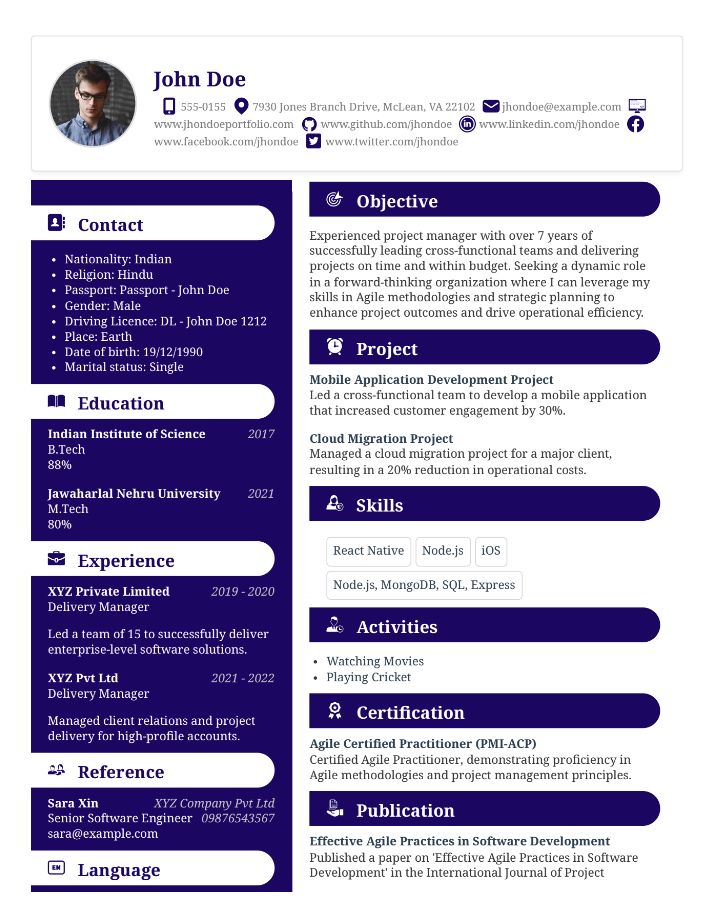 John Doe
555-0155 7930 Jones Branch Drive, McLean, VA 22102 jhondoe@example.com
www.jhondoeportfolio.com www.github.com/jhondoe www.linkedin.com/jhondoe
www.facebook.com/jhondoe www.twitter.com/jhondoe
Contact
• Nationality: Indian
• Religion: Hindu
• Passport: Passport - John Doe
• Gender: Male
• Driving Licence: DL - John Doe 1212
• Place: Earth
• Date of birth: 19/12/1990
• Marital status: Single
Education
Indian Institute of Science 2017
B.Tech
88%
Jawaharlal Nehru University 2021
M.Tech
80%
Experience
XYZ Private Limited 2019 - 2020
Delivery Manager
Led a team of 15 to successfully deliver
enterprise-level software solutions.
XYZ Pvt Ltd 2021 - 2022
Delivery Manager
Managed client relations and project
delivery for high-profile accounts.
Reference
Sara Xin XYZ Company Pvt Ltd
Senior Software Engineer 09876543567
sara@example.com
EN Language
Objective
Experienced project manager with over 7 years of
successfully leading cross-functional teams and delivering
projects on time and within budget. Seeking a dynamic role
in a forward-thinking organization where I can leverage my
skills in Agile methodologies and strategic planning to
enhance project outcomes and drive operational efficiency.
Project
Mobile Application Development Project
Led a cross-functional team to develop a mobile application
that increased customer engagement by 30%.
Cloud Migration Project
Managed a cloud migration project for a major client,
resulting in a 20% reduction in operational costs.
Skills
React Native Node.js iOS
Node.js, MongoDB, SQL, Express
Activities
• Watching Movies
• Playing Cricket
Certification
Agile Certified Practitioner (PMI-ACP)
Certified Agile Practitioner, demonstrating proficiency in
Agile methodologies and project management principles.
Publication
Effective Agile Practices in Software Development
Published a paper on 'Effective Agile Practices in Software
Development' in the International Journal of Project